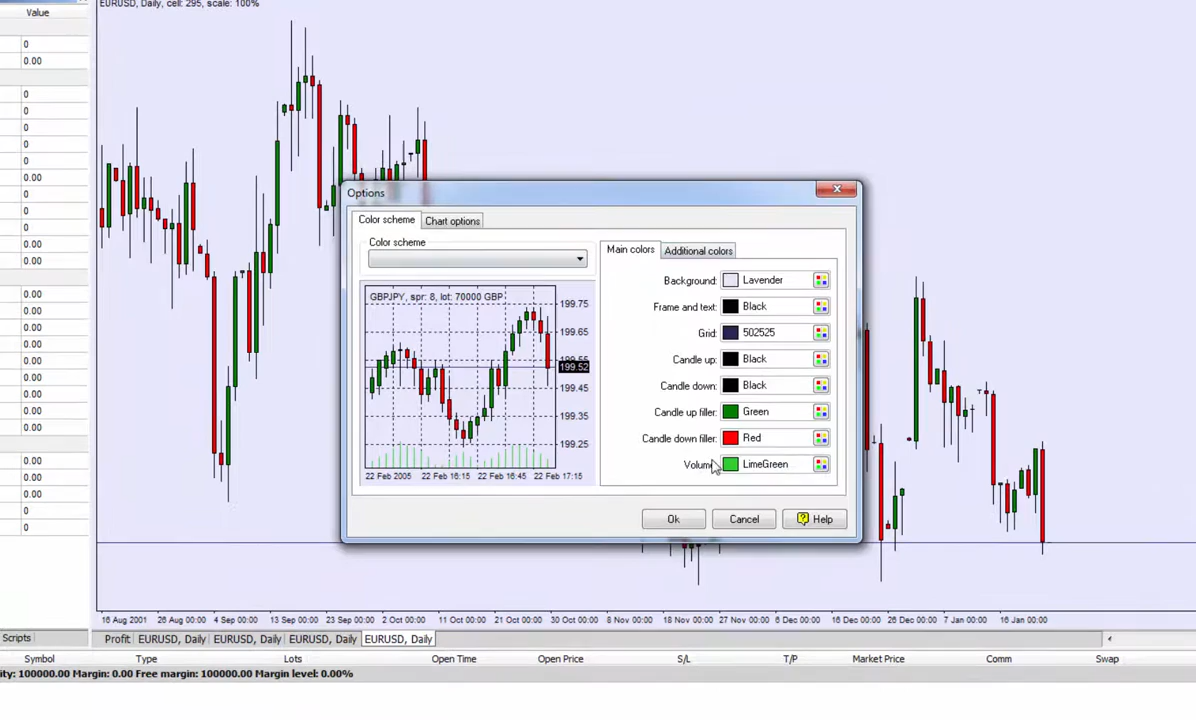 EURUSD, Daily, cell: 295, scale: 100%
Value
0
0.00
0
0
0
0
0
0.00
0
0
0.00
0.00
0.00
0.00
0.00
0.00
0.00
0.00
0.00
0.00
0.00
0.00
0.00
0
0
0.00
0
0
Options
Color scheme
Chart options
Color scheme
Main colors
Additional colors
Background: Lavender
Frame and text: Black
Grid: 502525
Candle up: Black
Candle down: Black
Candle up filler: Green
Candle down filler: Red
Volume LimeGreen
GBPJPY, spr: 8, lot: 70000 GBP
199.75
199.65
199.55
199.52
199.45
199.35
199.25
22 Feb 2005 22 Feb 16:15 22 Feb 16:45 22 Feb 17:15
Ok Cancel Help
16 Aug 2001 26 Aug 00:00 4 Sep 00:00 13 Sep 00:00 23 Sep 00:00 2 Oct 00:00 11 Oct 00:00 21 Oct 00:00 30 Oct 00:00 8 Nov 00:00 18 Nov 00:00 27 Nov 00:00 6 Dec 00:00 16 Dec 00:00 26 Dec 00:00 7 Jan 00:00 16 Jan 00:00
Scripts
Profit EURUSD, Daily EURUSD, Daily EURUSD, Daily EURUSD, Daily
Symbol Type Lots Open Time Open Price S/L T/P Market Price Comm Swap
ity: 100000.00 Margin: 0.00 Free margin: 100000.00 Margin level: 0.00%